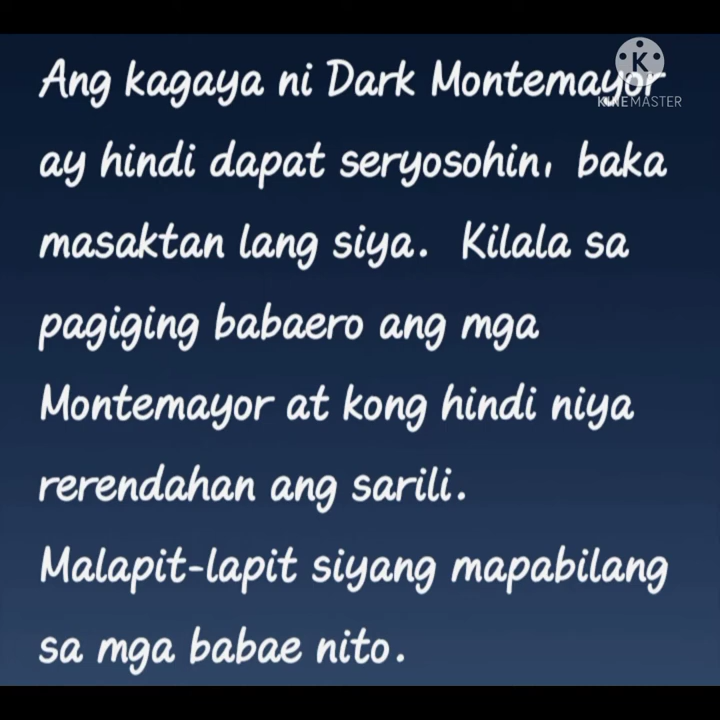 Ang kagaya ni Dark Montemayor
KINEMASTER
ay hindi dapat seryosohin, baka
masaktan lang siya. Kilala sa
pagiging babaero ang mga
Montemayor at kong hindi niya
rerendahan ang sarili.
Malapit-lapit siyang mapabilang
sa mga babae nito.